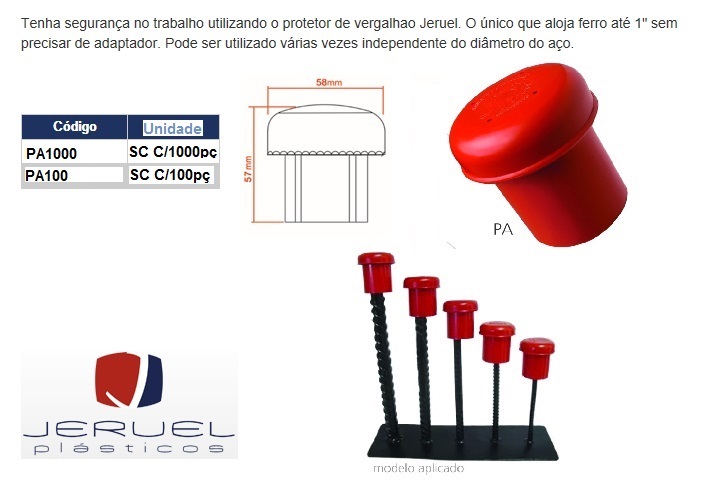 Tenha segurança no trabalho utilizando o protetor de vergalhao Jeruel. O único que aloja ferro até 1" sem
precisar de adaptador. Pode ser utilizado várias vezes independente do diâmetro do aço.
58mm
57mm
Código Unidade
PA1000 SC C/1000pç
PA100 SC C/100pç
PA
JERUEL
plásticos
modelo aplicado